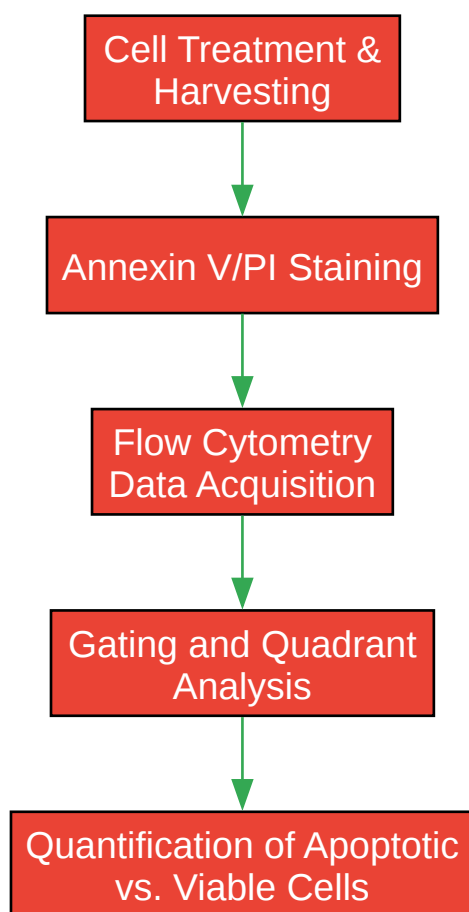 Cell Treatment &
Harvesting
Annexin V/PI Staining
Flow Cytometry
Data Acquisition
Gating and Quadrant
Analysis
Quantification of Apoptotic
vs. Viable Cells